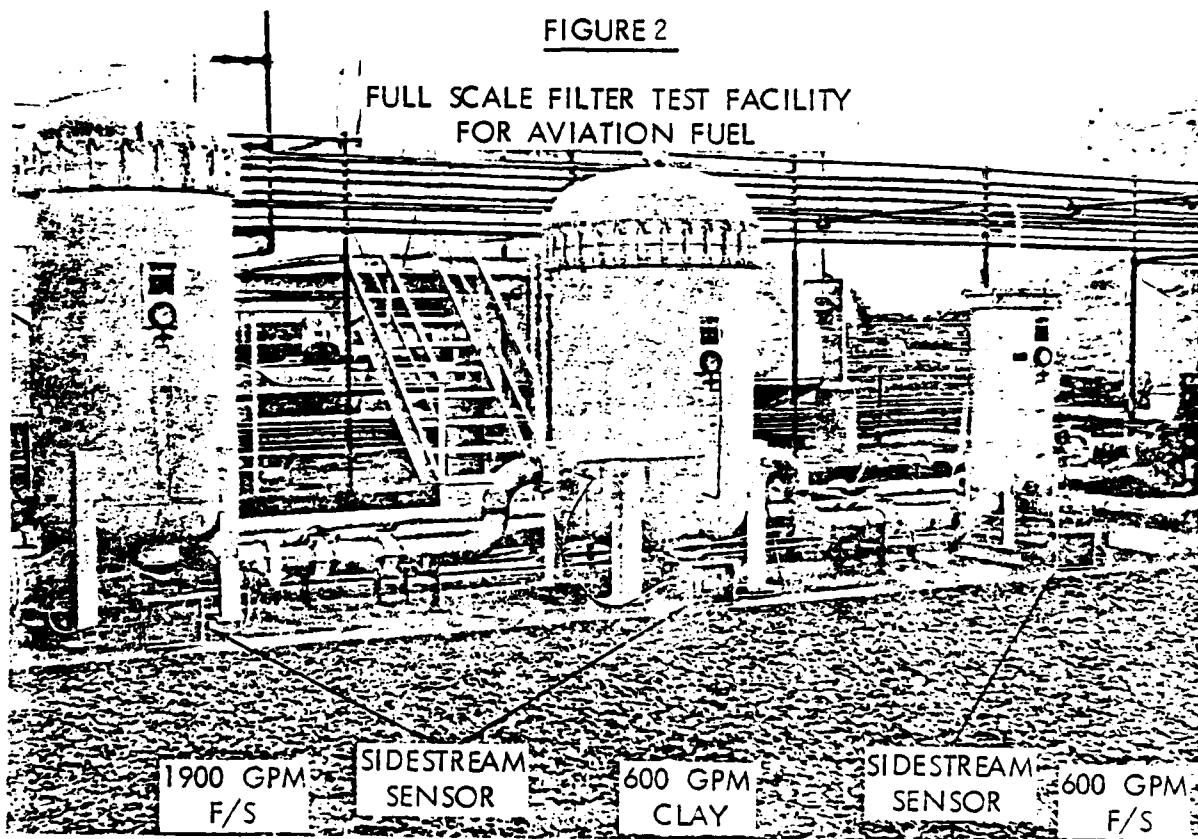 FIGURE 2
FULL SCALE FILTER TEST FACILITY
FOR AVIATION FUEL
1900 GPM
F/S
SIDESTREAM
SENSOR
600 GPM
CLAY
SIDESTREAM
SENSOR
600 GPM
F/S